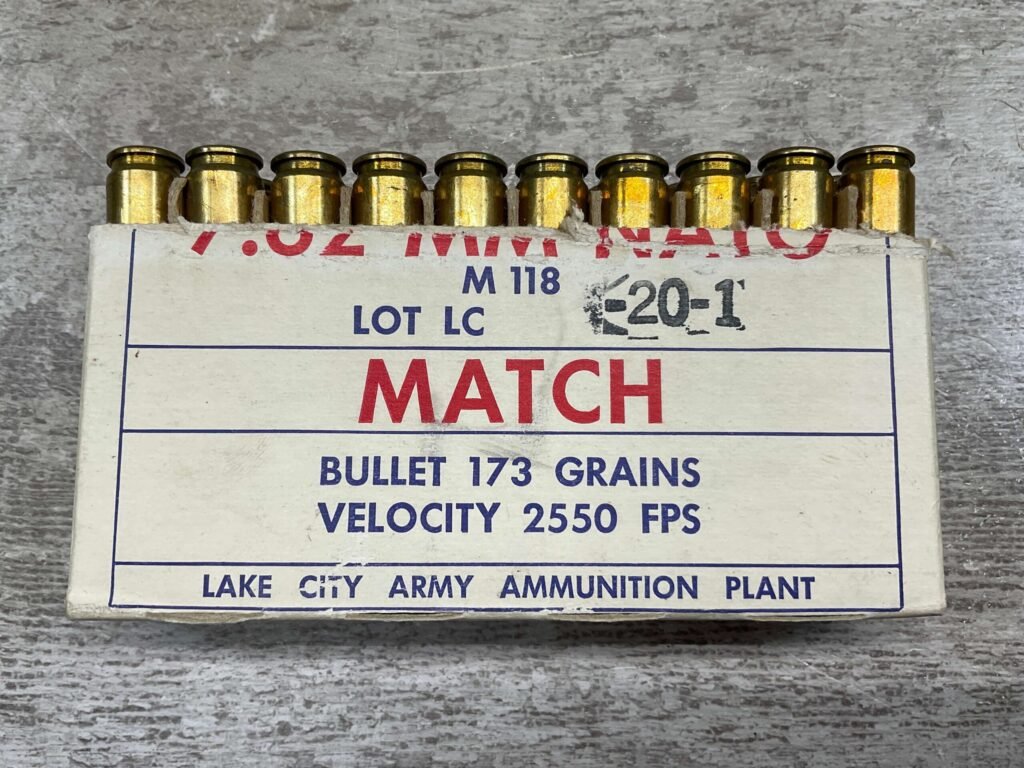 7.62 MM NATO
M 118
LOT LC -20-1
MATCH
BULLET 173 GRAINS
VELOCITY 2550 FPS
LAKE CITY ARMY AMMUNITION PLANT